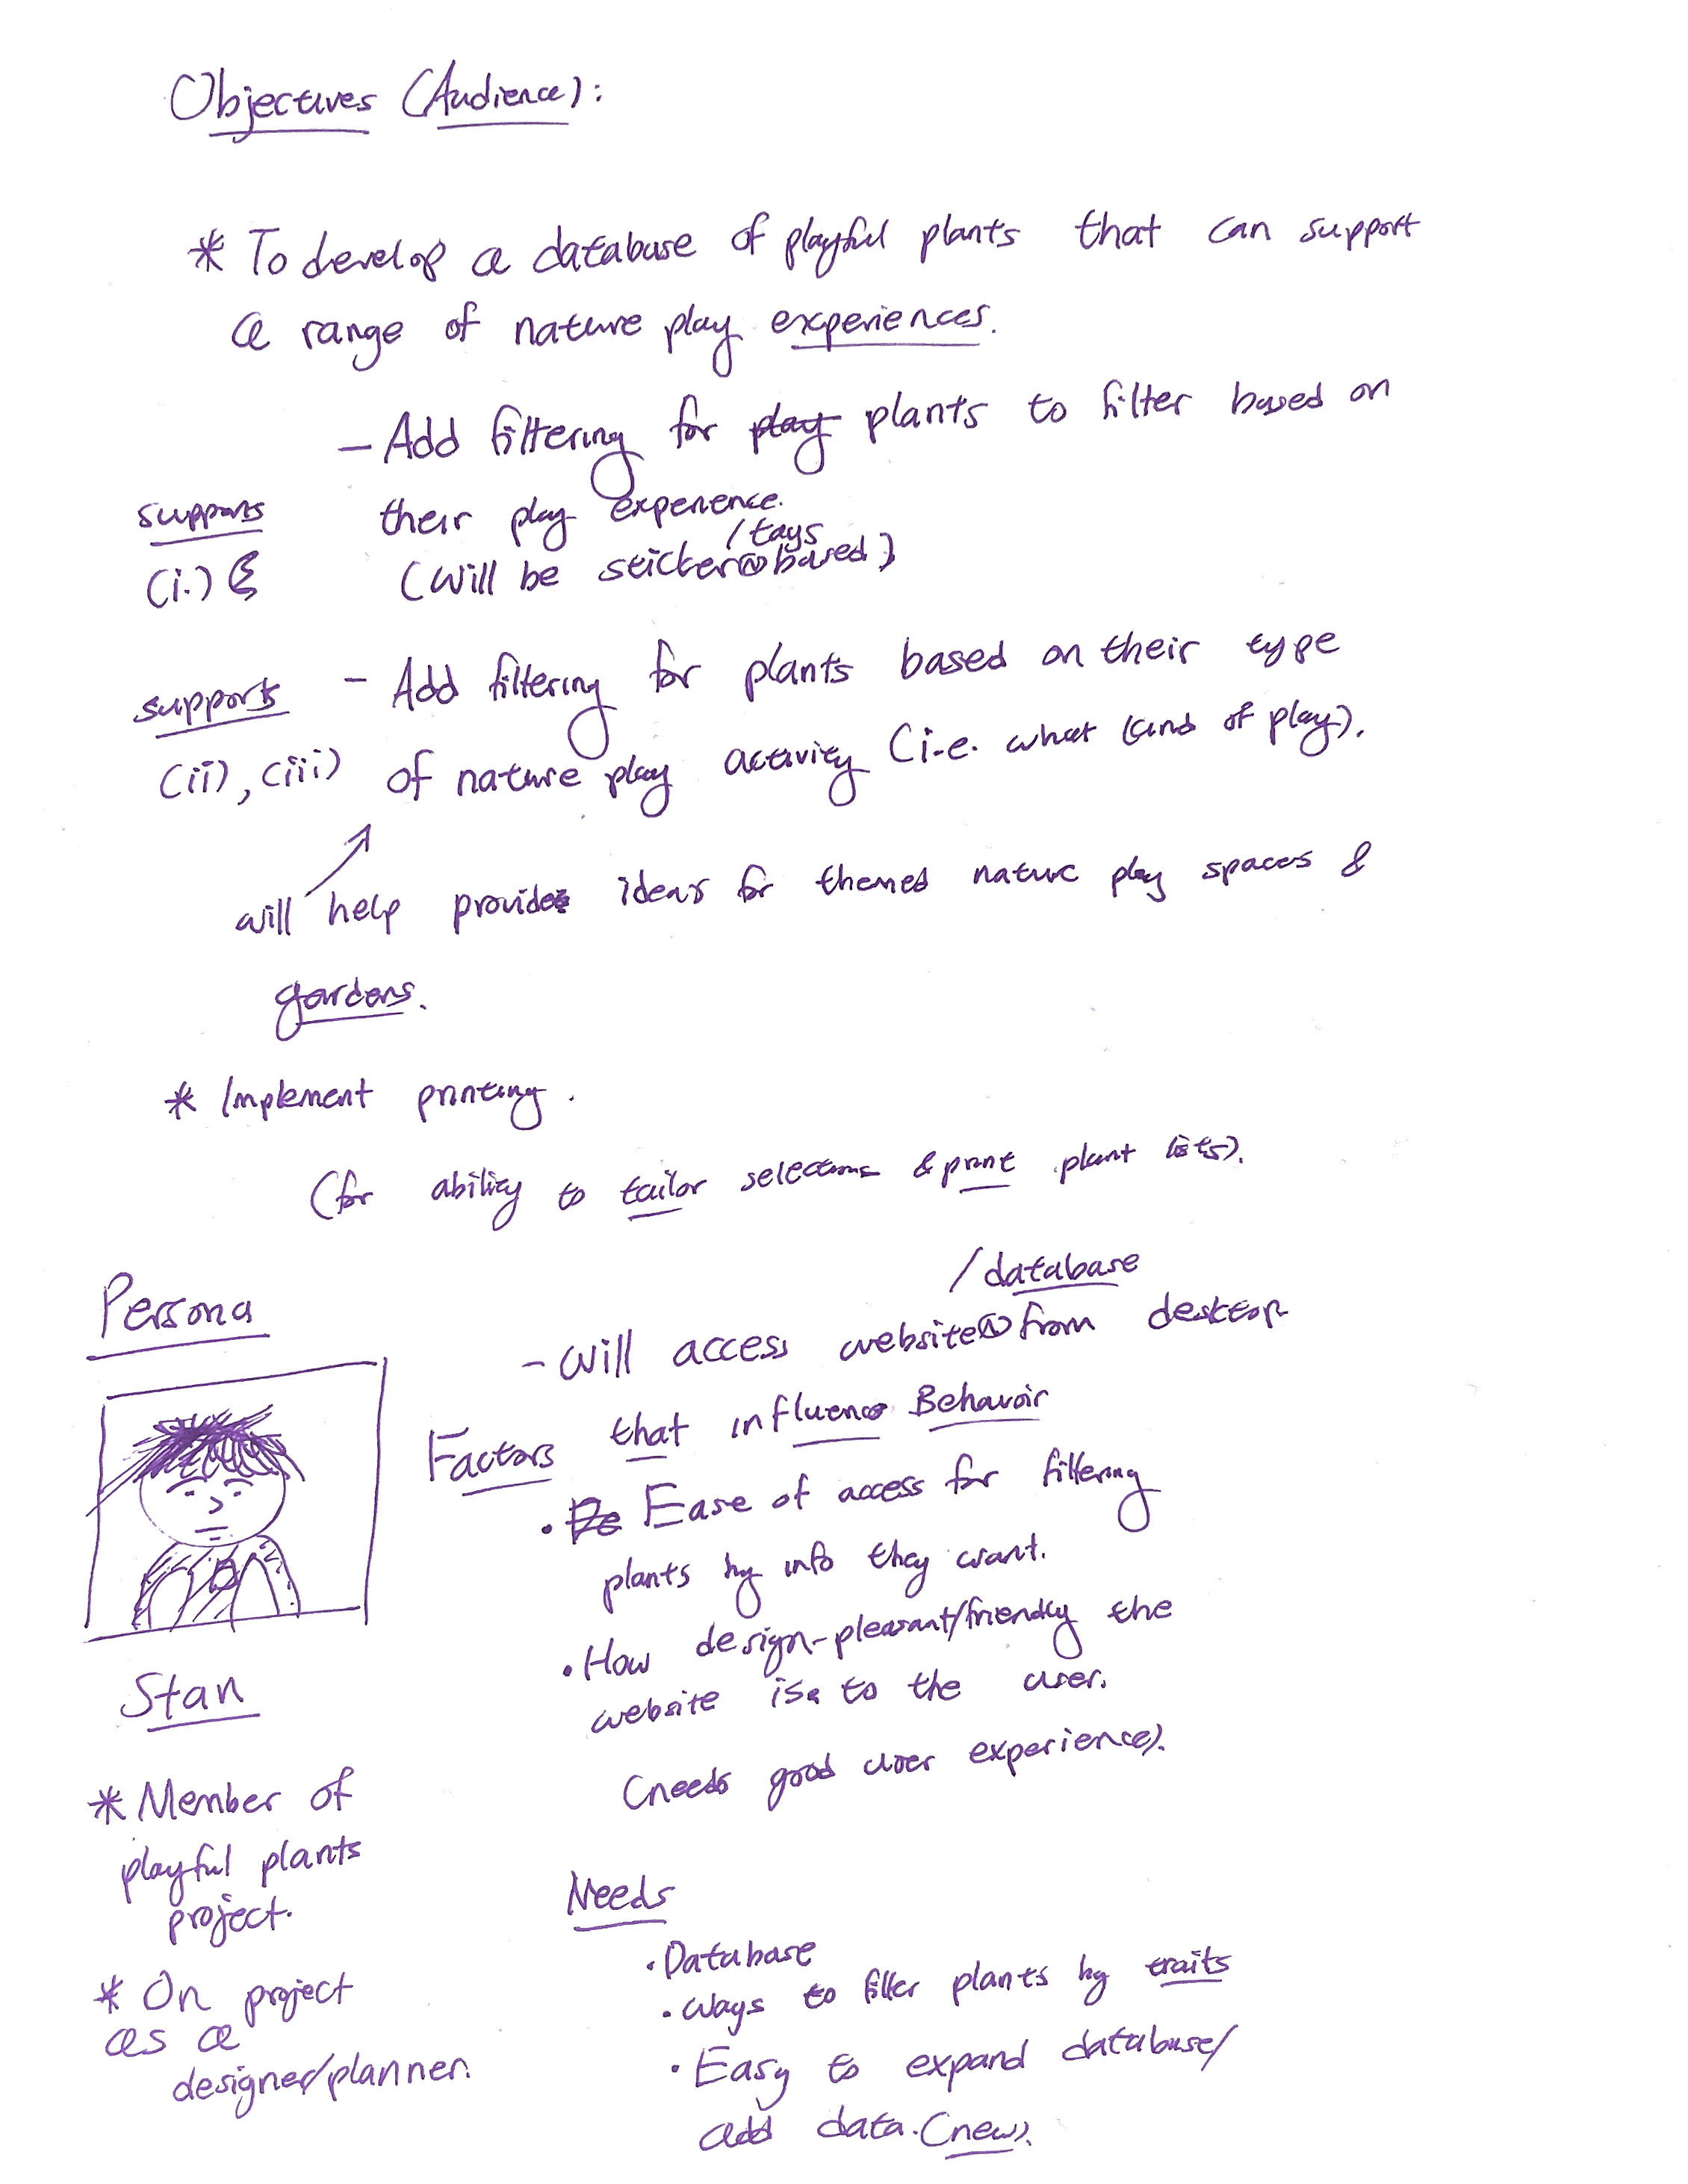 Objectives (Audience):
* To develop a database of playful plants that can support
a range of nature play experiences.
- Add filtering for play plants to filter based on
supports their play experience.
/tags
(i.) (will be sticker based)
supports - Add filtering for plants based on their type
(ii), (iii) of nature play activity (i.e. what kind of play).
will help provide ideas for themed nature play spaces &
gardens.
* Implement printing.
(for ability to tailor selections & print plant lists).
Persona
/database
- will access website from desktop
Factors that influence Behavoir
• Ease of access for filtering
plants by info they want.
• How design-pleasant/friendly the
website is to the user.
(needs good user experience).
Stan
* Member of
playful plants
project.
* On project
as a
designer/planner.
Needs
• Database
• Ways to filter plants by traits
• Easy to expand database/
add data. (new).